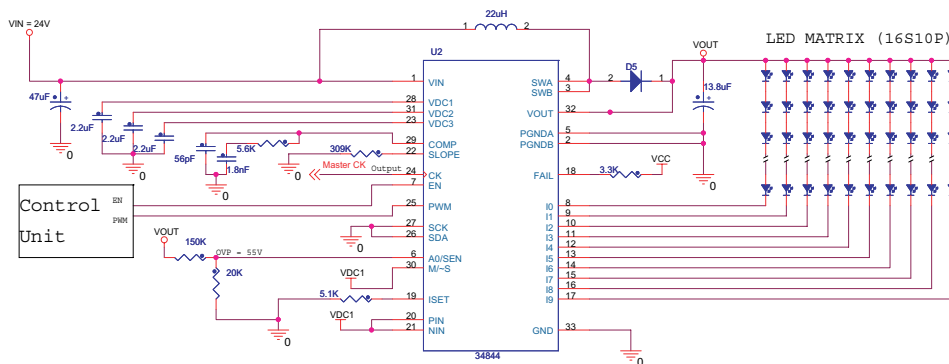 22uH
VIN = 24V
1
2
U2
VOUT
LED MATRIX (16S10P)
D5
1 VIN
SWA 4
SWB 3
2
1
47uF
13.8uF
28 VDC1
31 VDC2
23 VDC3
VOUT 32
2.2uF
2.2uF
2.2uF
PGNDA 5
PGNDB 2
29 COMP
22 SLOPE
56pF
5.6K
309K
1.8nF
0
0
0
0
0
Master CK
Output
24 CK
7 EN
FAIL 18
3.3K
VCC
Control
Unit
EN
PWM
25 PWM
I0 8
I1 9
I2 10
I3 11
I4 12
I5 13
I6 14
I7 15
I8 16
I9 17
27 SCK
26 SDA
0
VOUT
150K
OVP = 55V
6 A0/SEN
30 M/~S
20K
VDC1
5.1K
19 ISET
VDC1
20 PIN
21 NIN
0
GND 33
0
34844